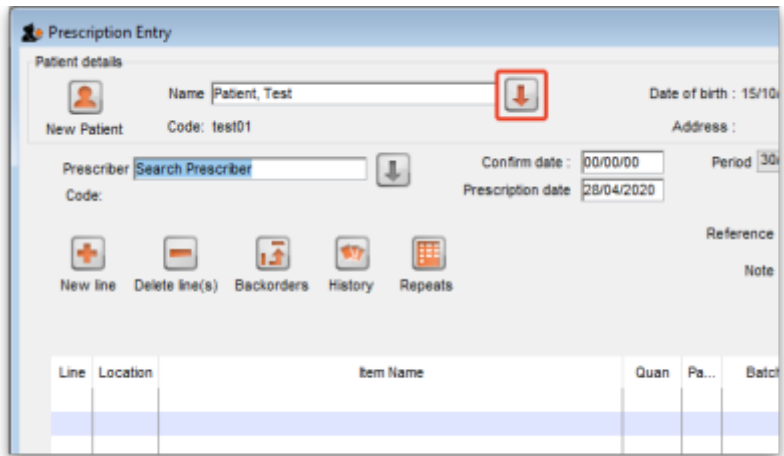 Prescription Entry
Patient details
Name Patient, Test Date of birth : 15/10
New Patient Code: test01 Address :
Prescriber Search Prescriber Confirm date : 00/00/00 Period 30
Code: Prescription date 28/04/2020
Reference
Note
New line Delete line(s) Backorders History Repeats
Line Location Item Name Quan Pa... Batch